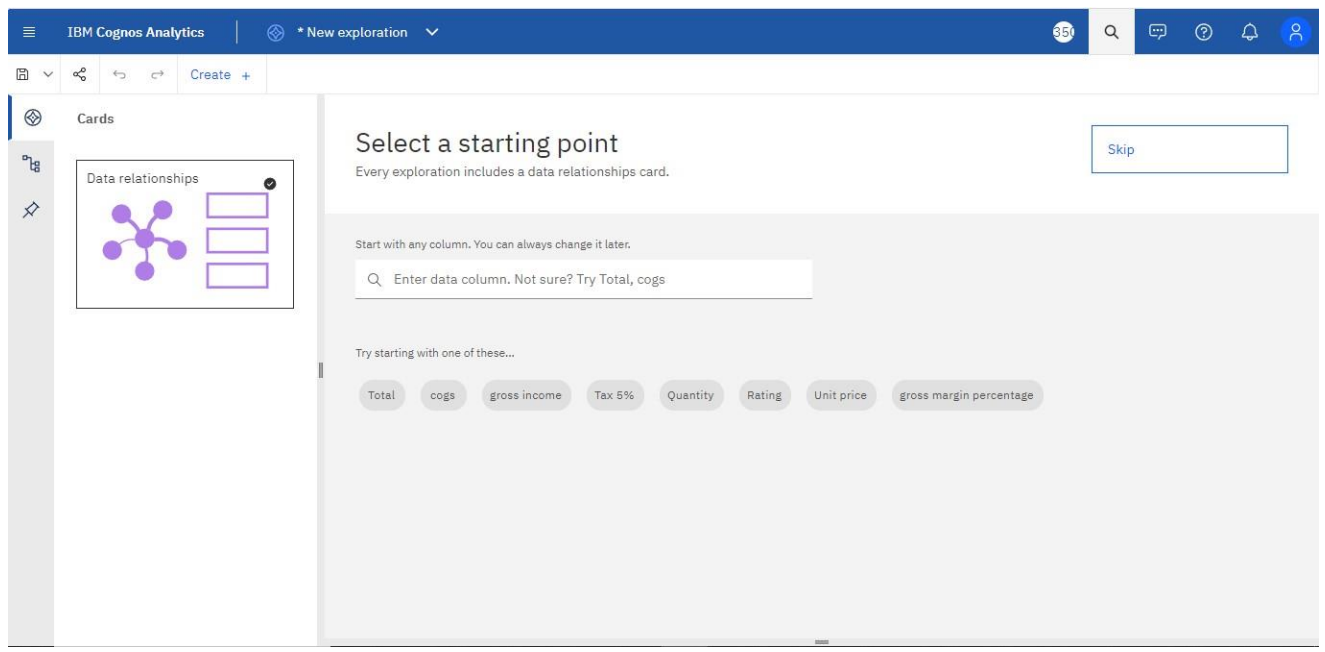 IBM Cognos Analytics
* New exploration
350
Create +
Cards
Data relationships
Select a starting point
Every exploration includes a data relationships card.
Skip
Start with any column. You can always change it later.
Enter data column. Not sure? Try Total, cogs
Try starting with one of these...
Total cogs gross income Tax 5% Quantity Rating Unit price gross margin percentage